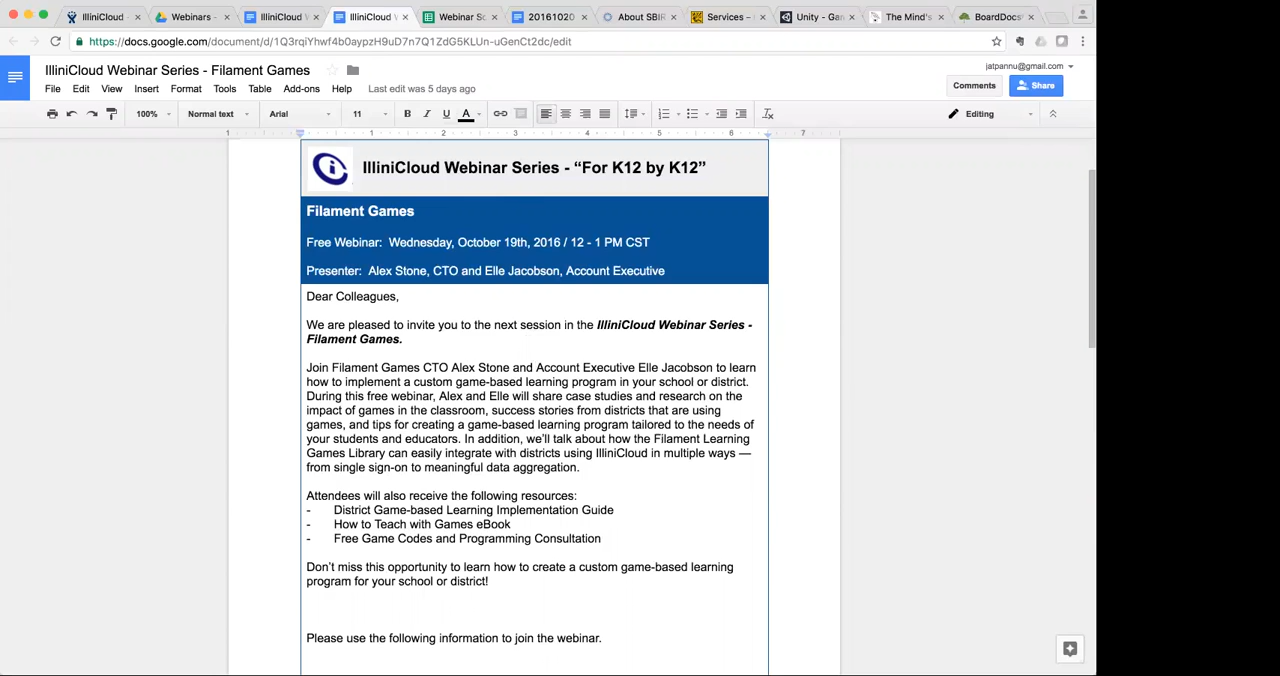 IlliniCloud
Webinars -
IlliniCloud W
IlliniCloud W
Webinar Sc
20161020
About SBIR
Services –
Unity - Gam
The Mind's
BoardDocs
https://docs.google.com/document/d/1Q3rqiYhwf4b0aypzH9uD7n7Q1ZdG5KLUn-uGenCt2dc/edit
IlliniCloud Webinar Series - Filament Games
jatpannu@gmail.com
File Edit View Insert Format Tools Table Add-ons Help Last edit was 5 days ago
Comments Share
100% Normal text Arial 11 B I U A Editing
1 1 2 3 4 5 6 7
IlliniCloud Webinar Series - “For K12 by K12”
Filament Games
Free Webinar: Wednesday, October 19th, 2016 / 12 - 1 PM CST
Presenter: Alex Stone, CTO and Elle Jacobson, Account Executive
Dear Colleagues,
We are pleased to invite you to the next session in the IlliniCloud Webinar Series -
Filament Games.
Join Filament Games CTO Alex Stone and Account Executive Elle Jacobson to learn
how to implement a custom game-based learning program in your school or district.
During this free webinar, Alex and Elle will share case studies and research on the
impact of games in the classroom, success stories from districts that are using
games, and tips for creating a game-based learning program tailored to the needs of
your students and educators. In addition, we’ll talk about how the Filament Learning
Games Library can easily integrate with districts using IlliniCloud in multiple ways —
from single sign-on to meaningful data aggregation.
Attendees will also receive the following resources:
- District Game-based Learning Implementation Guide
- How to Teach with Games eBook
- Free Game Codes and Programming Consultation
Don’t miss this opportunity to learn how to create a custom game-based learning
program for your school or district!
Please use the following information to join the webinar.